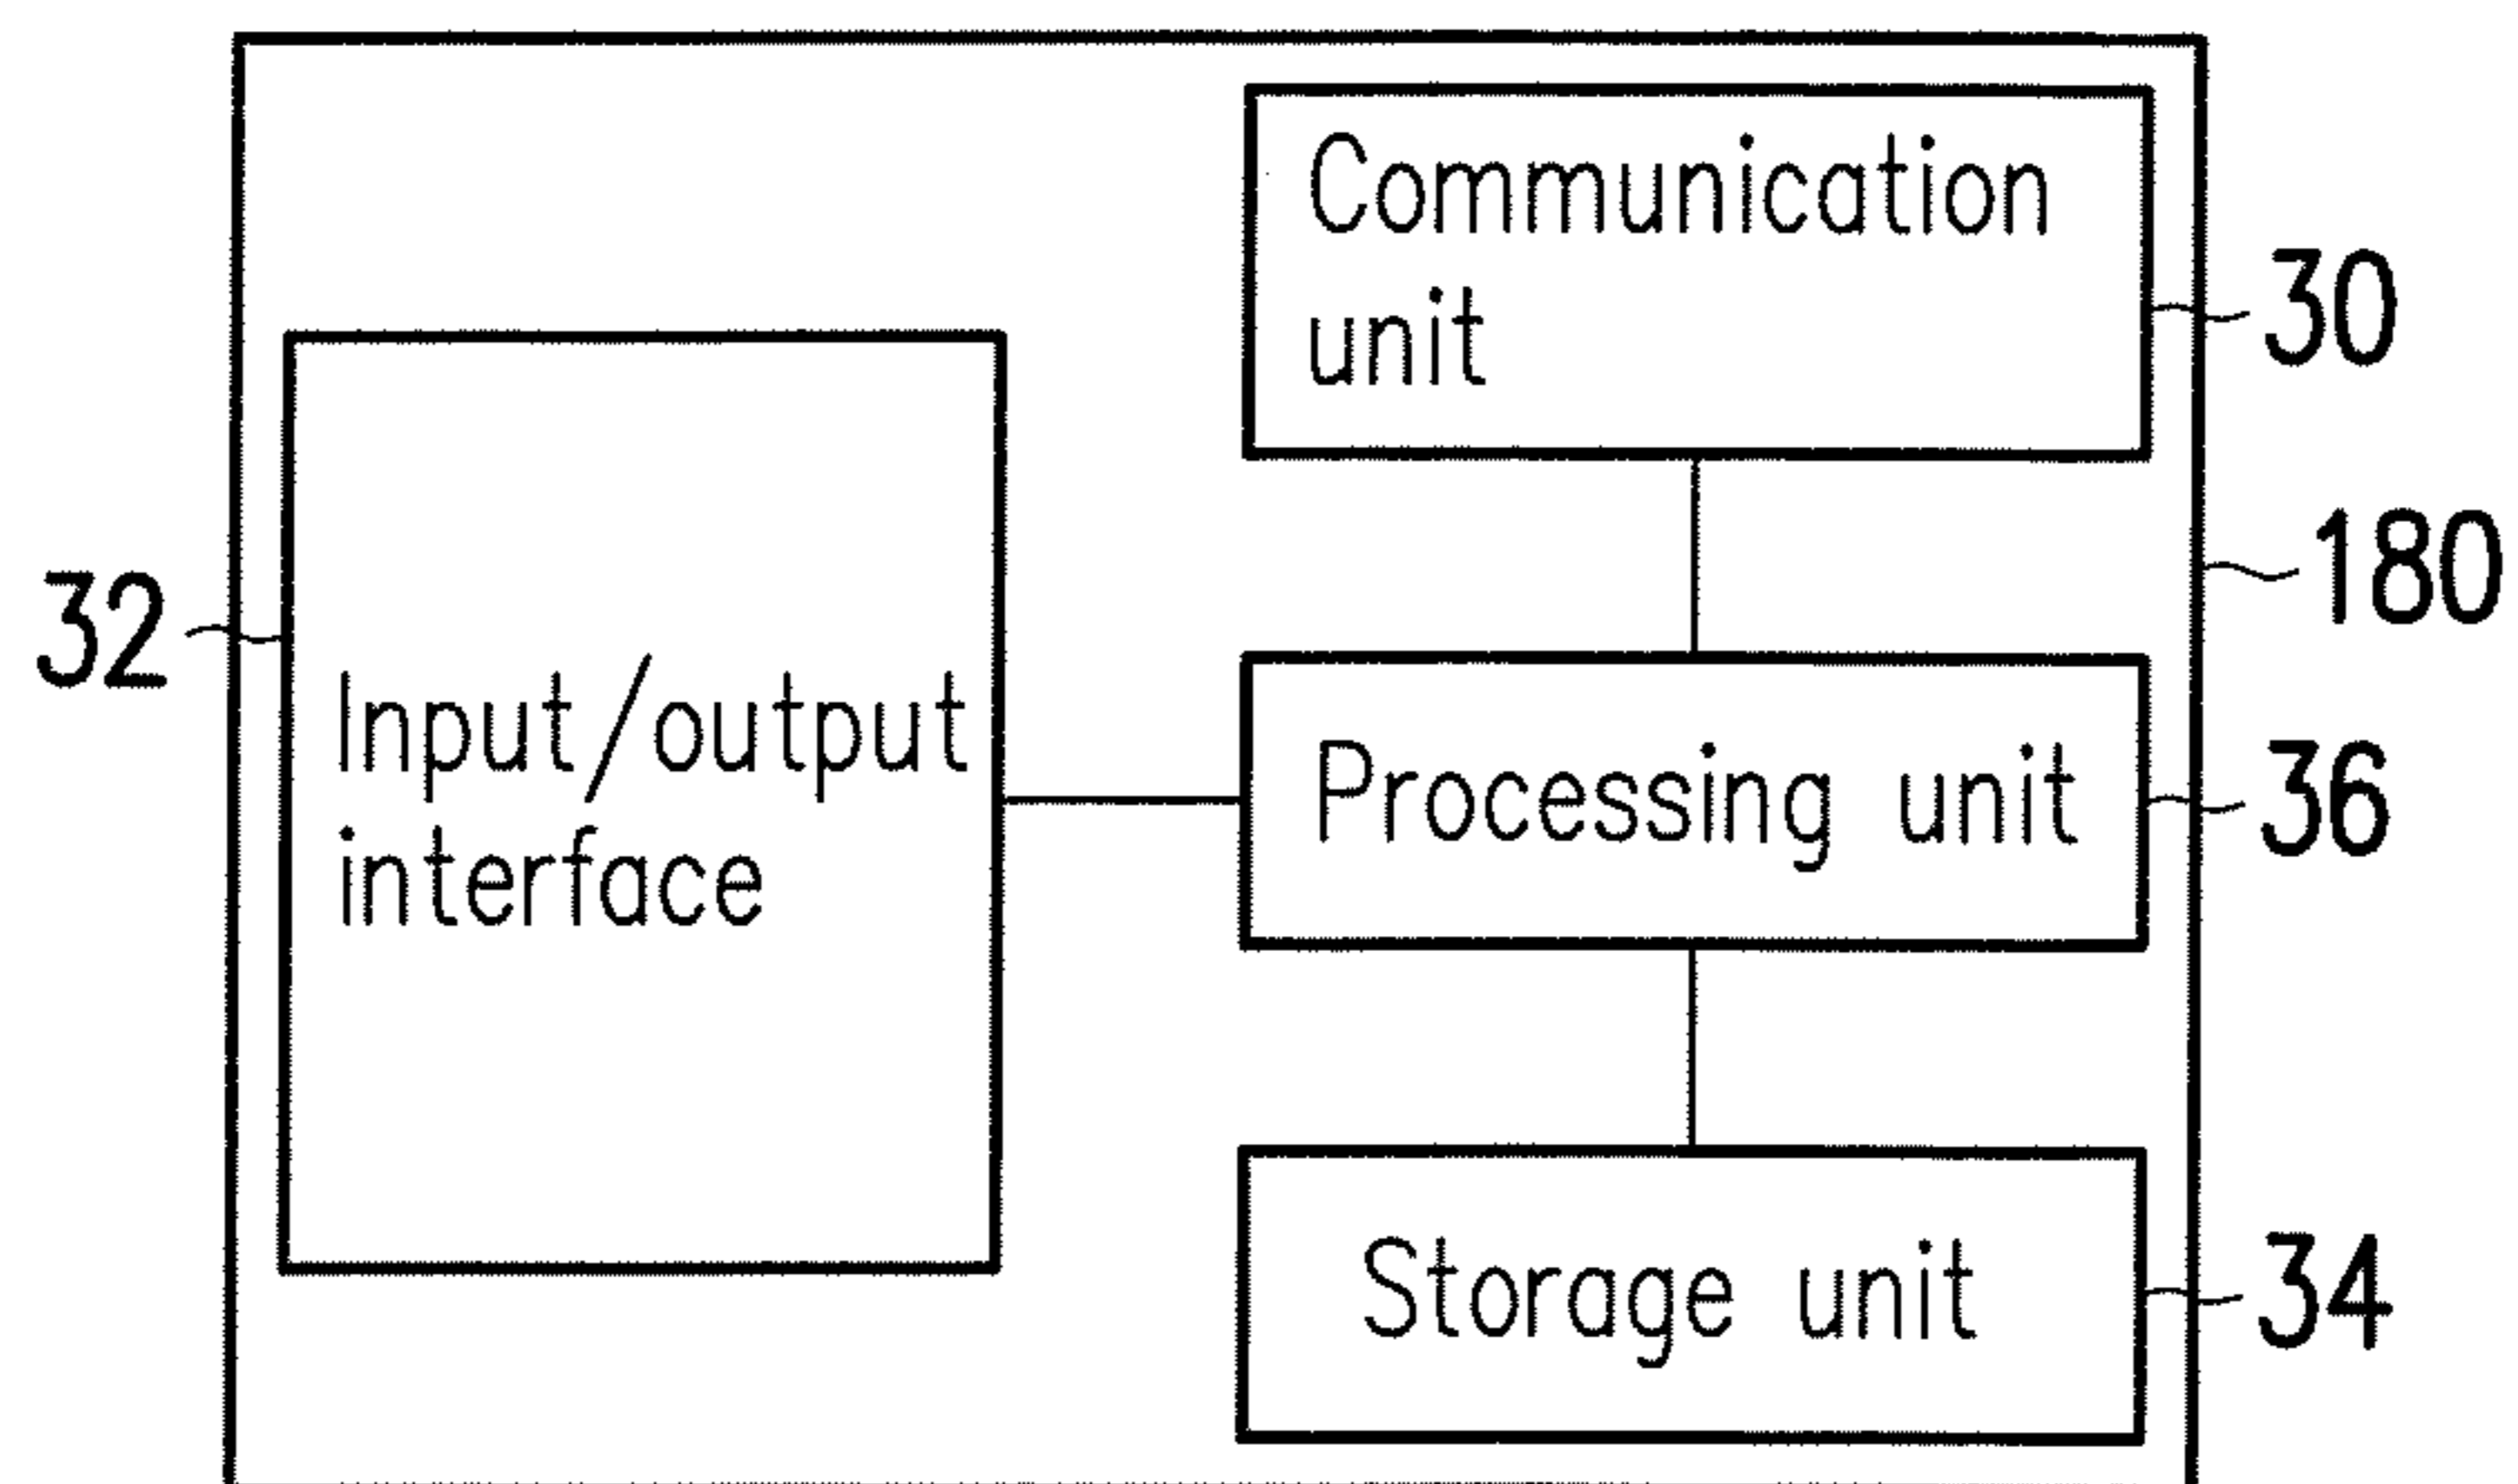 Communication
unit
30
180
32
Input/output
interface
Processing unit
36
Storage unit
34